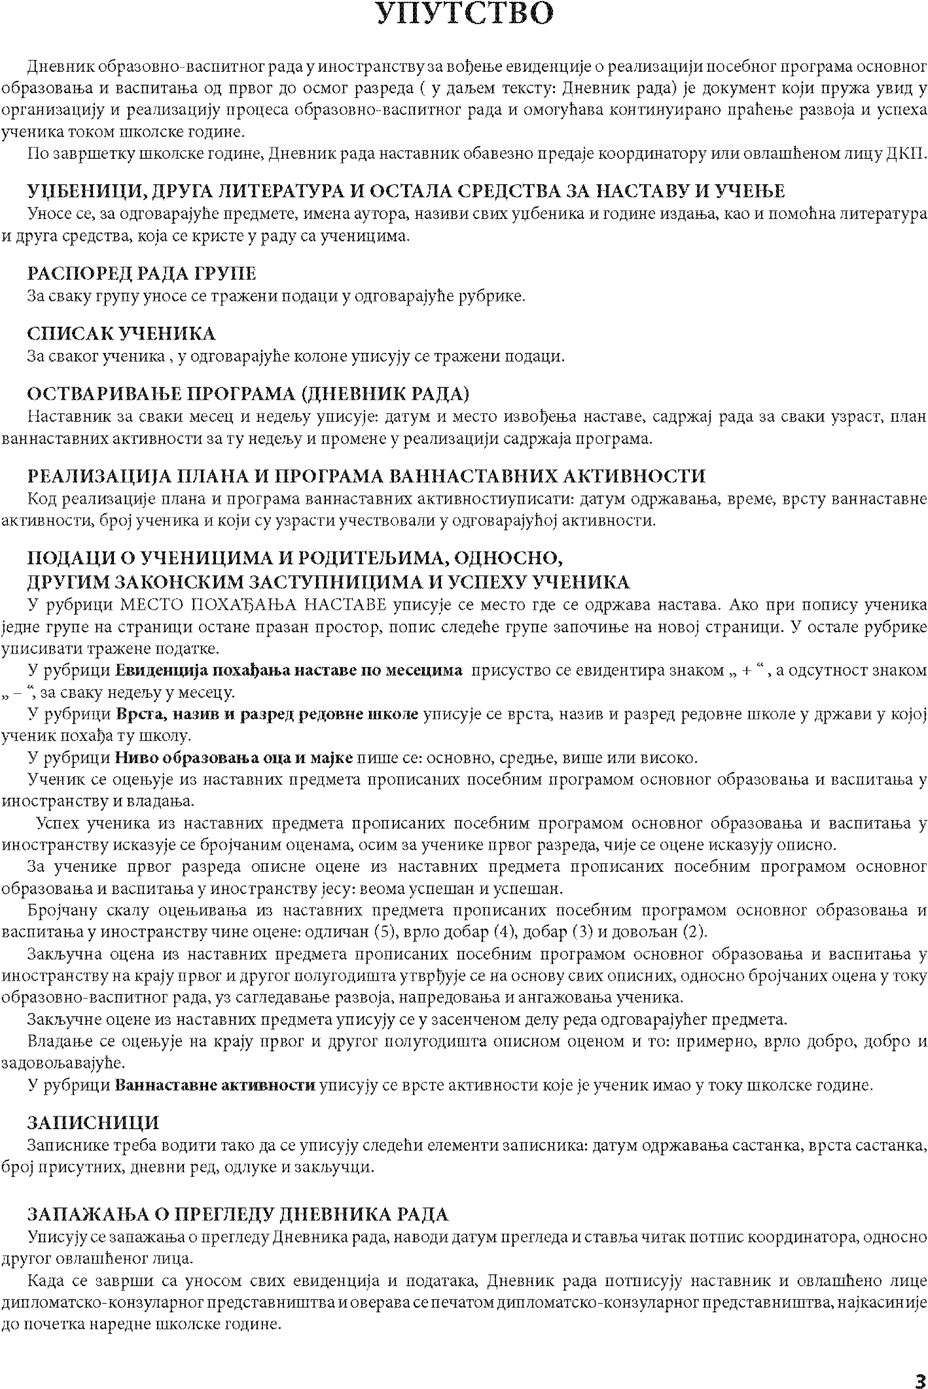 УПУТСТВО
Дневник образовно-васпитног рада у иностранству за вођење евиденције о реализацији посебног програма основног
образовања и васпитања од првог до осмог разреда ( у даљем тексту: Дневник рада) је документ који пружа увид у
организацију и реализацију процеса образовно-васпитног рада и омогућава континуирано праћење развоја и успеха
ученика током школске године.
По завршетку школске године, Дневник рада наставник обавезно предаје координатору или овлашћеном лицу ДКП.
УЏБЕНИЦИ, ДРУГА ЛИТЕРАТУРА И ОСТАЛА СРЕДСТВА ЗА НАСТАВУ И УЧЕЊЕ
Уносе се, за одговарајуће предмете, имена аутора, називи свих уџбеника и године издања, као и помоћна литература
и друга средства, која се кристе у раду са ученицима.
РАСПОРЕД РАДА ГРУПЕ
За сваку групу уносе се тражени подаци у одговарајуће рубрике.
СПИСАК УЧЕНИКА
За сваког ученика , у одговарајуће колоне уписују се тражени подаци.
ОСТВАРИВАЊЕ ПРОГРАМА (ДНЕВНИК РАДА)
Наставник за сваки месец и недељу уписује: датум и место извођења наставе, садржај рада за сваки узраст, план
ваннаставних активности за ту недељу и промене у реализацији садржаја програма.
РЕАЛИЗАЦИЈА ПЛАНА И ПРОГРАМА ВАННАСТАВНИХ АКТИВНОСТИ
Код реализације плана и програма ваннаставних активностиуписати: датум одржавања, време, врсту ваннаставне
активности, број ученика и који су узрасти учествовали у одговарајућој активности.
ПОДАЦИ О УЧЕНИЦИМА И РОДИТЕЉИМА, ОДНОСНО,
ДРУГИМ ЗАКОНСКИМ ЗАСТУПНИЦИМА И УСПЕХУ УЧЕНИКА
У рубрици МЕСТО ПОХАЂАЊА НАСТАВЕ уписује се место где се одржава настава. Ако при попису ученика
једне групе на страници остане празан простор, попис следеће групе започиње на новој страници. У остале рубрике
уписивати тражене податке.
У рубрици Евиденција похађања наставе по месецима присуство се евидентира знаком „ + “ , а одсутност знаком
„ – “, за сваку недељу у месецу.
У рубрици Врста, назив и разред редовне школе уписује се врста, назив и разред редовне школе у држави у којој
ученик похађа ту школу.
У рубрици Ниво образовања оца и мајке пише се: основно, средње, више или високо.
Ученик се оцењује из наставних предмета прописаних посебним програмом основног образовања и васпитања у
иностранству и владања.
Успех ученика из наставних предмета прописаних посебним програмом основног образовања и васпитања у
иностранству исказује се бројчаним оценама, осим за ученике првог разреда, чије се оцене исказују описно.
За ученике првог разреда описне оцене из наставних предмета прописаних посебним програмом основног
образовања и васпитања у иностранству јесу: веома успешан и успешан.
Бројчану скалу оцењивања из наставних предмета прописаних посебним програмом основног образовања и
васпитања у иностранству чине оцене: одличан (5), врло добар (4), добар (3) и довољан (2).
Закључна оцена из наставних предмета прописаних посебним програмом основног образовања и васпитања у
иностранству на крају првог и другог полугодишта утврђује се на основу свих описних, односно бројчаних оцена у току
образовно-васпитног рада, уз сагледавање развоја, напредовања и ангажовања ученика.
Закључне оцене из наставних предмета уписују се у засенченом делу реда одговарајућег предмета.
Владање се оцењује на крају првог и другог полугодишта описном оценом и то: примерно, врло добро, добро и
задовољавајуће.
У рубрици Ваннаставне активности уписују се врсте активности које је ученик имао у току школске године.
ЗАПИСНИЦИ
Записнике треба водити тако да се уписују следећи елементи записника: датум одржавања састанка, врста састанка,
број присутних, дневни ред, одлуке и закључци.
ЗАПАЖАЊА О ПРЕГЛЕДУ ДНЕВНИКА РАДА
Уписују се запажања о прегледу Дневника рада, наводи датум прегледа и ставља читак потпис координатора, односно
другог овлашћеног лица.
Када се заврши са уносом свих евиденција и података, Дневник рада потписују наставник и овлашћено лице
дипломатско-конзуларног представништва и оверава се печатом дипломатско-конзуларног представништва, најкасније
до почетка наредне школске године.
3